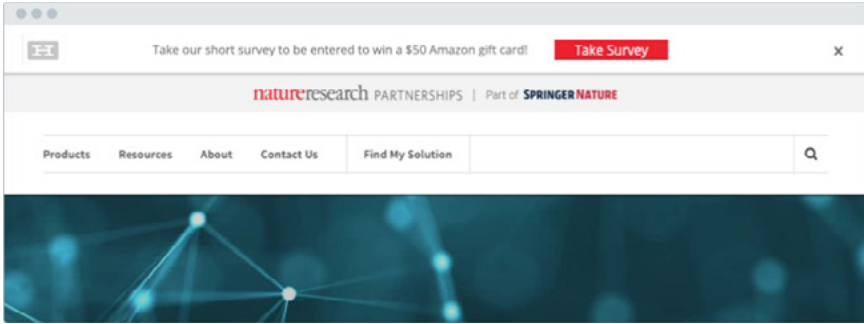 H
Take our short survey to be entered to win a $50 Amazon gift card! Take Survey x
natureresearch PARTNERSHIPS | Part of SPRINGER NATURE
Products Resources About Contact Us Find My Solution